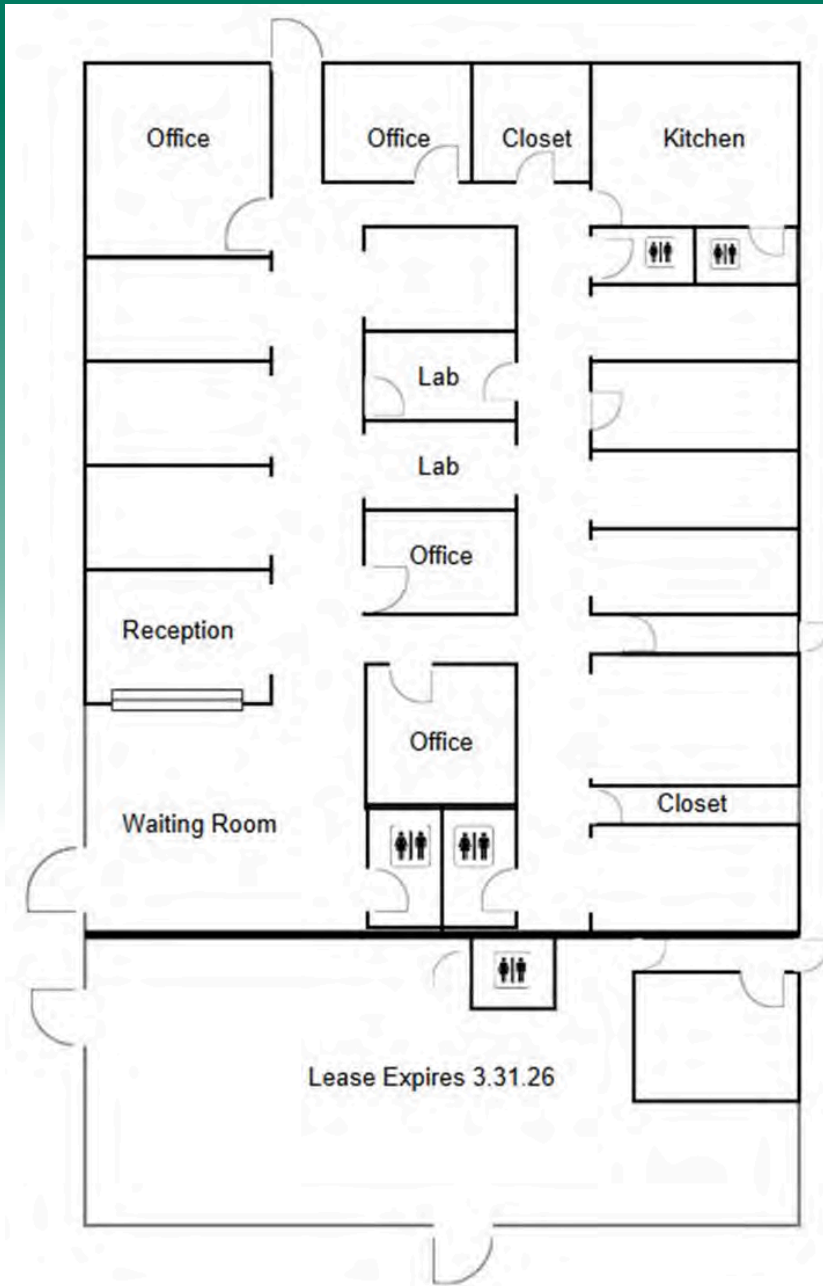 Office
Office
Closet
Kitchen
Lab
Lab
Office
Reception
Office
Waiting Room
Closet
Lease Expires 3.31.26